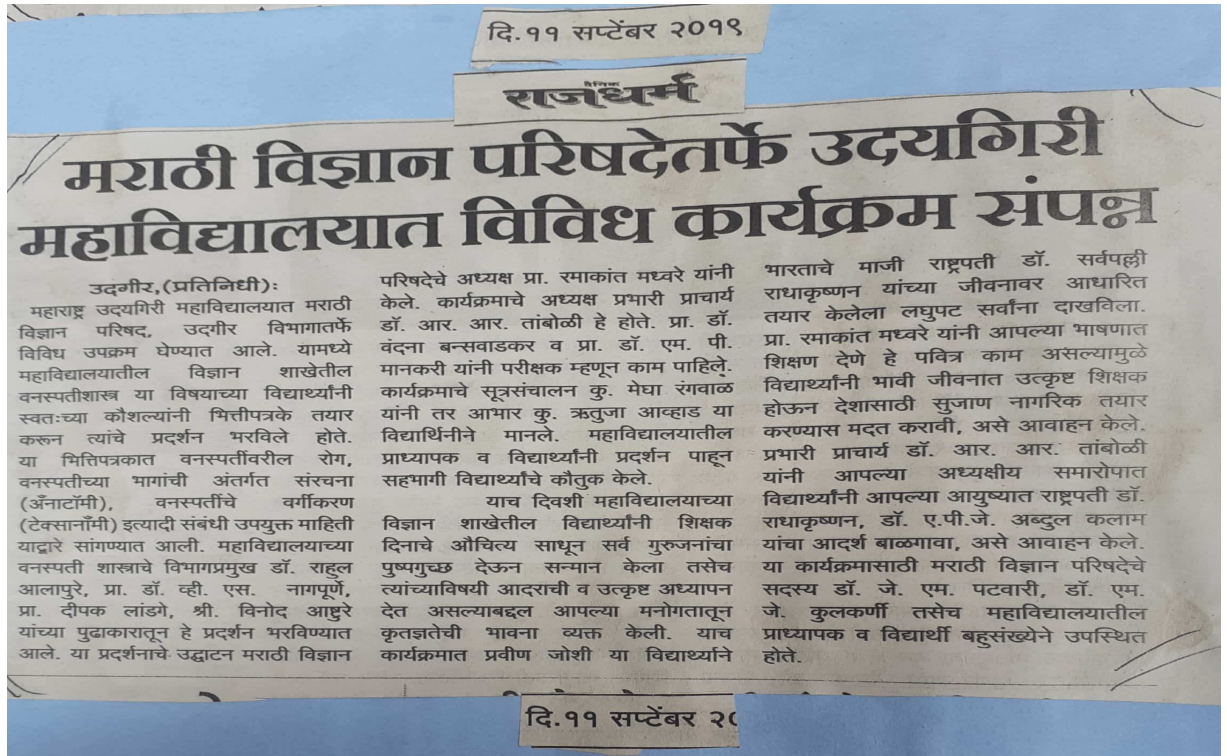 दि.११ सप्टेंबर २०१९
दैनिक
राजधर्म
मराठी विज्ञान परिषदेतर्फे उदयगिरी
महाविद्यालयात विविध कार्यक्रम संपन्न
उदगीर,(प्रतिनिधी):
महाराष्ट्र उदयगिरी महाविद्यालयात मराठी
विज्ञान परिषद, उदगीर विभागातर्फे
विविध उपक्रम घेण्यात आले. यामध्ये
महाविद्यालयातील विज्ञान शाखेतील
वनस्पतीशास्त्र या विषयाच्या विद्यार्थ्यांनी
स्वतःच्या कौशल्यांनी भित्तीपत्रके तयार
करून त्यांचे प्रदर्शन भरविले होते.
या भित्तिपत्रकात वनस्पतींवरील रोग,
वनस्पतीच्या भागांची अंतर्गत संरचना
(अँनाटॉमी), वनस्पतींचे वर्गीकरण
(टेक्सानॉंमी) इत्यादी संबंधी उपयुक्त माहिती
याद्वारे सांगण्यात आली. महाविद्यालयाच्या
वनस्पती शास्त्राचे विभागप्रमुख डॉ. राहुल
आलापुरे, प्रा. डॉ. व्ही. एस. नागपूर्णे,
प्रा. दीपक लांडगे, श्री. विनोद आष्टुरे
यांच्या पुढाकारातून हे प्रदर्शन भरविण्यात
आले. या प्रदर्शनाचे उद्घाटन मराठी विज्ञान
परिषदेचे अध्यक्ष प्रा. रमाकांत मध्वरे यांनी
केले. कार्यक्रमाचे अध्यक्ष प्रभारी प्राचार्य
डॉ. आर. आर. तांबोळी हे होते. प्रा. डॉ.
वंदना बन्सवाडकर व प्रा. डॉ. एम. पी.
मानकरी यांनी परीक्षक म्हणून काम पाहिले.
कार्यक्रमाचे सूत्रसंचालन कु. मेघा रंगवाळ
यांनी तर आभार कु. ऋतुजा आव्हाड या
विद्यार्थिनीने मानले. महाविद्यालयातील
प्राध्यापक व विद्यार्थ्यांनी प्रदर्शन पाहून
सहभागी विद्यार्थ्यांचे कौतुक केले.
याच दिवशी महाविद्यालयाच्या
विज्ञान शाखेतील विद्यार्थ्यांनी शिक्षक
दिनाचे औचित्य साधून सर्व गुरुजनांचा
पुष्पगुच्छ देऊन सन्मान केला तसेच
त्यांच्याविषयी आदराची व उत्कृष्ट अध्यापन
देत असल्याबद्दल आपल्या मनोगतातून
कृतज्ञतेची भावना व्यक्त केली. याच
कार्यक्रमात प्रवीण जोशी या विद्यार्थ्याने
भारताचे माजी राष्ट्रपती डॉ. सर्वपल्ली
राधाकृष्णन यांच्या जीवनावर आधारित
तयार केलेला लघुपट सर्वांना दाखविला.
प्रा. रमाकांत मध्वरे यांनी आपल्या भाषणात
शिक्षण देणे हे पवित्र काम असल्यामुळे
विद्यार्थ्यांनी भावी जीवनात उत्कृष्ट शिक्षक
होऊन देशासाठी सुजाण नागरिक तयार
करण्यास मदत करावी, असे आवाहन केले.
प्रभारी प्राचार्य डॉ. आर. आर. तांबोळी
यांनी आपल्या अध्यक्षीय समारोपात
विद्यार्थ्यांनी आपल्या आयुष्यात राष्ट्रपती डॉ.
राधाकृष्णन, डॉ. ए.पी.जे. अब्दुल कलाम
यांचा आदर्श बाळगावा, असे आवाहन केले.
या कार्यक्रमासाठी मराठी विज्ञान परिषदेचे
सदस्य डॉ. जे. एम. पटवारी, डॉ. एम.
जे. कुलकर्णी तसेच महाविद्यालयातील
प्राध्यापक व विद्यार्थी बहुसंख्येने उपस्थित
होते.
दि.११ सप्टेंबर २०